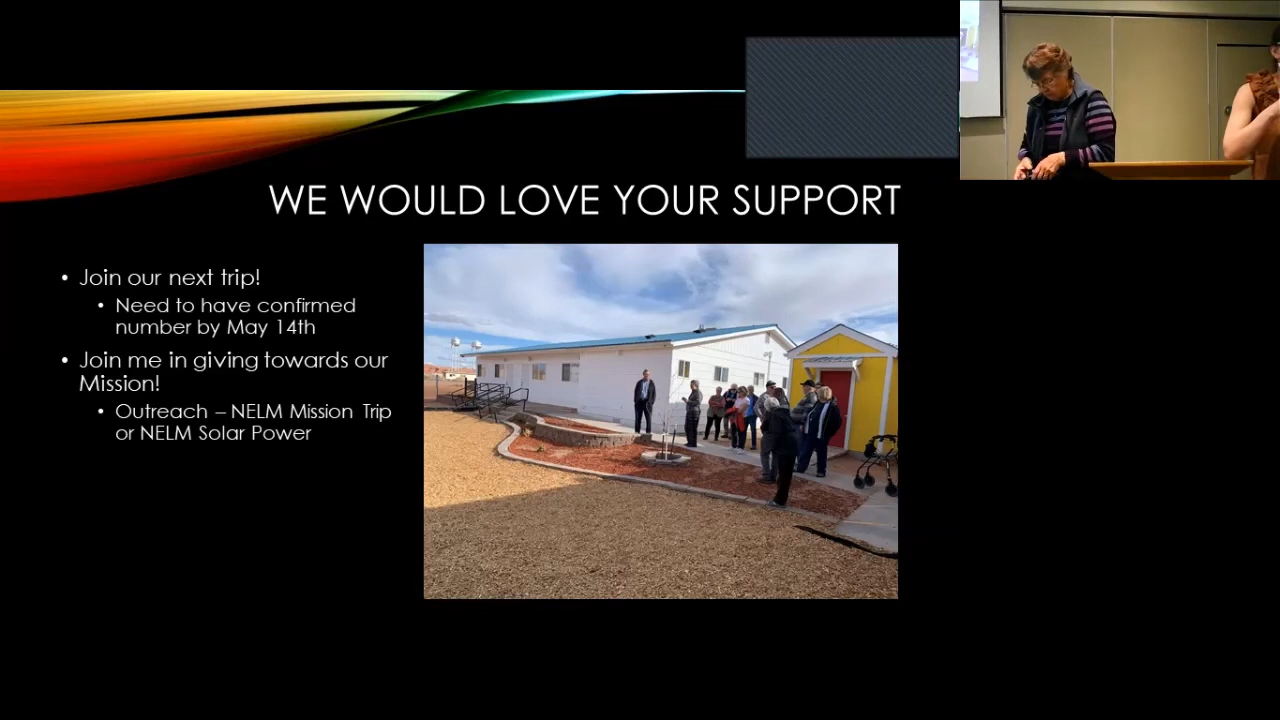 WE WOULD LOVE YOUR SUPPORT
• Join our next trip!
• Need to have confirmed
number by May 14th
• Join me in giving towards our
Mission!
• Outreach – NELM Mission Trip
or NELM Solar Power